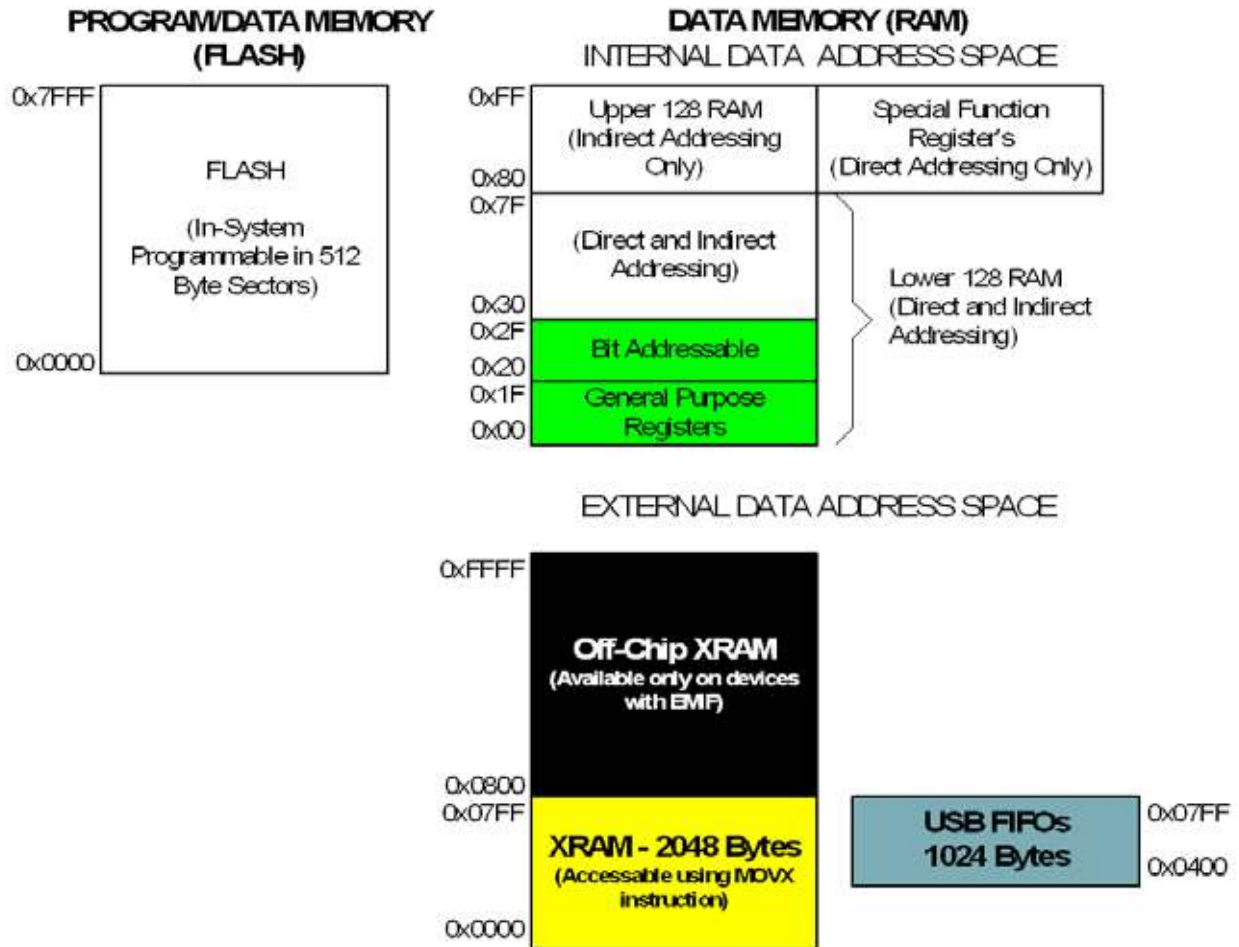 PROGRAM/DATA MEMORY
(FLASH)
0x7FFF
FLASH
(In-System
Programmable in 512
Byte Sectors)
0x0000
DATA MEMORY (RAM)
INTERNAL DATA ADDRESS SPACE
0xFF
Upper 128 RAM
(Indirect Addressing
Only)
0x80
Special Function
Register's
(Direct Addressing Only)
0x7F
(Direct and Indirect
Addressing)
0x30
0x2F
Bit Addressable
0x20
0x1F
General Purpose
Registers
0x00
Lower 128 RAM
(Direct and Indirect
Addressing)
EXTERNAL DATA ADDRESS SPACE
0xFFFF
Off-Chip XRAM
(Available only on devices
with EMIF)
0x0800
0x07FF
XRAM - 2048 Bytes
(Accessable using MOVX
instruction)
0x0000
USB FIFOs
1024 Bytes
0x07FF
0x0400